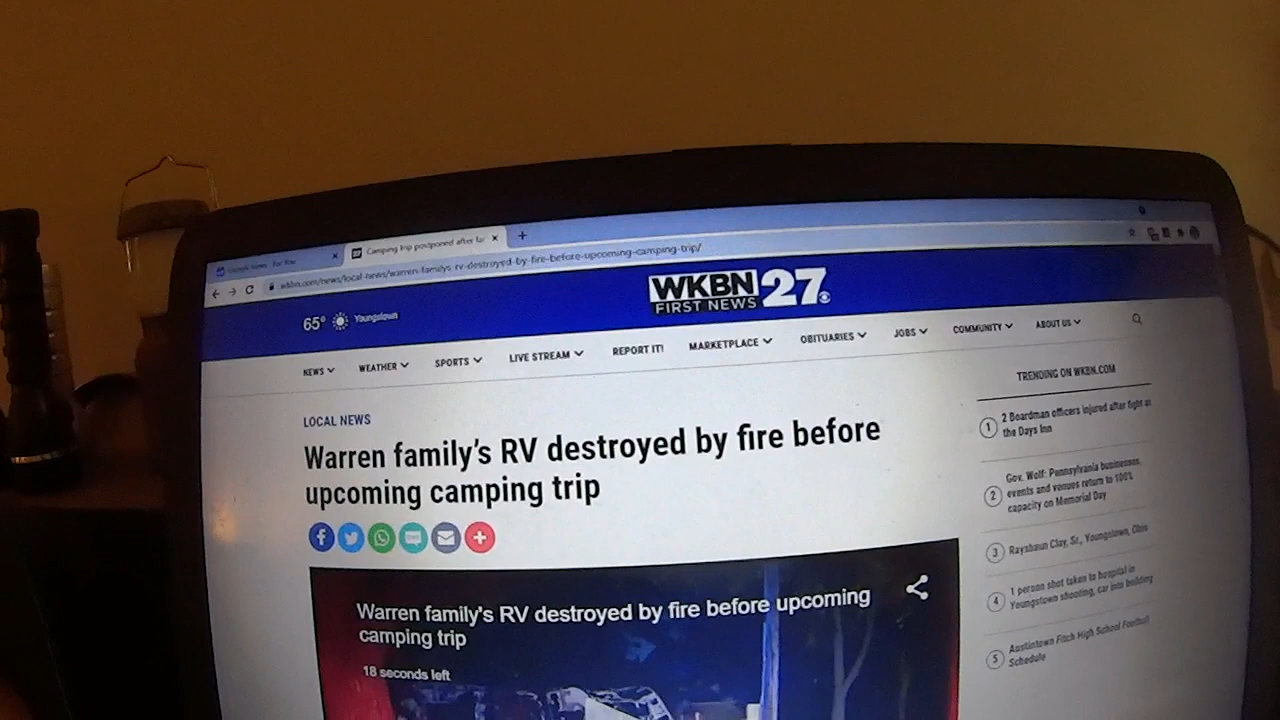 Google News - For You
Camping trip postponed after far
wkbn.com/news/local-news/warren-familys-rv-destroyed-by-fire-before-upcoming-camping-trip/
65° Youngstown
WKBN 27
FIRST NEWS
NEWS WEATHER SPORTS LIVE STREAM REPORT IT! MARKETPLACE OBITUARIES JOBS COMMUNITY ABOUT US
LOCAL NEWS
Warren family's RV destroyed by fire before
upcoming camping trip
Warren family's RV destroyed by fire before upcoming
camping trip
18 seconds left
TRENDING ON WKBN.COM
1 2 Boardman officers injured after fight at
the Days Inn
2 Gov. Wolf: Pennsylvania businesses,
events and venues return to 100%
capacity on Memorial Day
3 Rayshaun Clay, Sr., Youngstown, Ohio
4 1 person shot taken to hospital in
Youngstown shooting, car into building
5 Austintown Fitch High School Football
Schedule